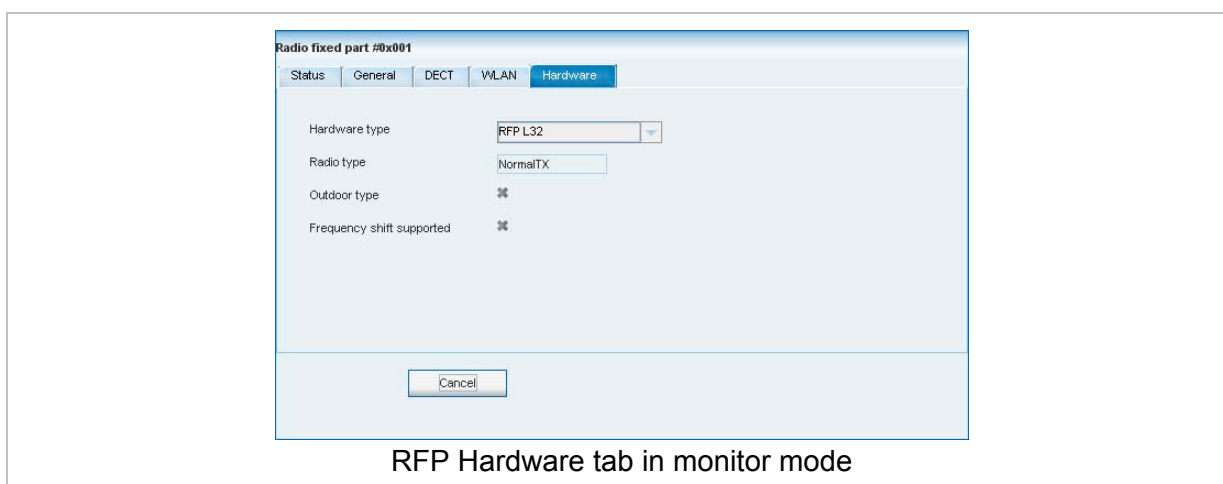 Radio fixed part #0x001
Status General DECT WLAN Hardware
Hardware type RFP L32
Radio type NormalTX
Outdoor type
Frequency shift supported
Cancel
RFP Hardware tab in monitor mode